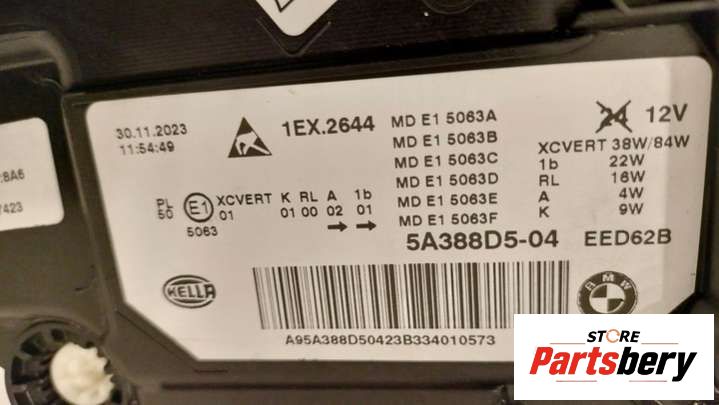 :8A6
7423
30.11.2023
11:54:49
1EX.2644
MD E1 5063A
MD E1 5063B
MD E1 5063C
MD E1 5063D
MD E1 5063E
MD E1 5063F
24 12V
XCVERT 38W/84W
1b 22W
RL 16W
A 4W
K 9W
PL
50
E1
5063
XCVERT K RL A 1b
01 01 00 02 01
5A388D5-04 EED62B
HELLA
BMW
A95A388D50423B334010573
STORE
Partsbery